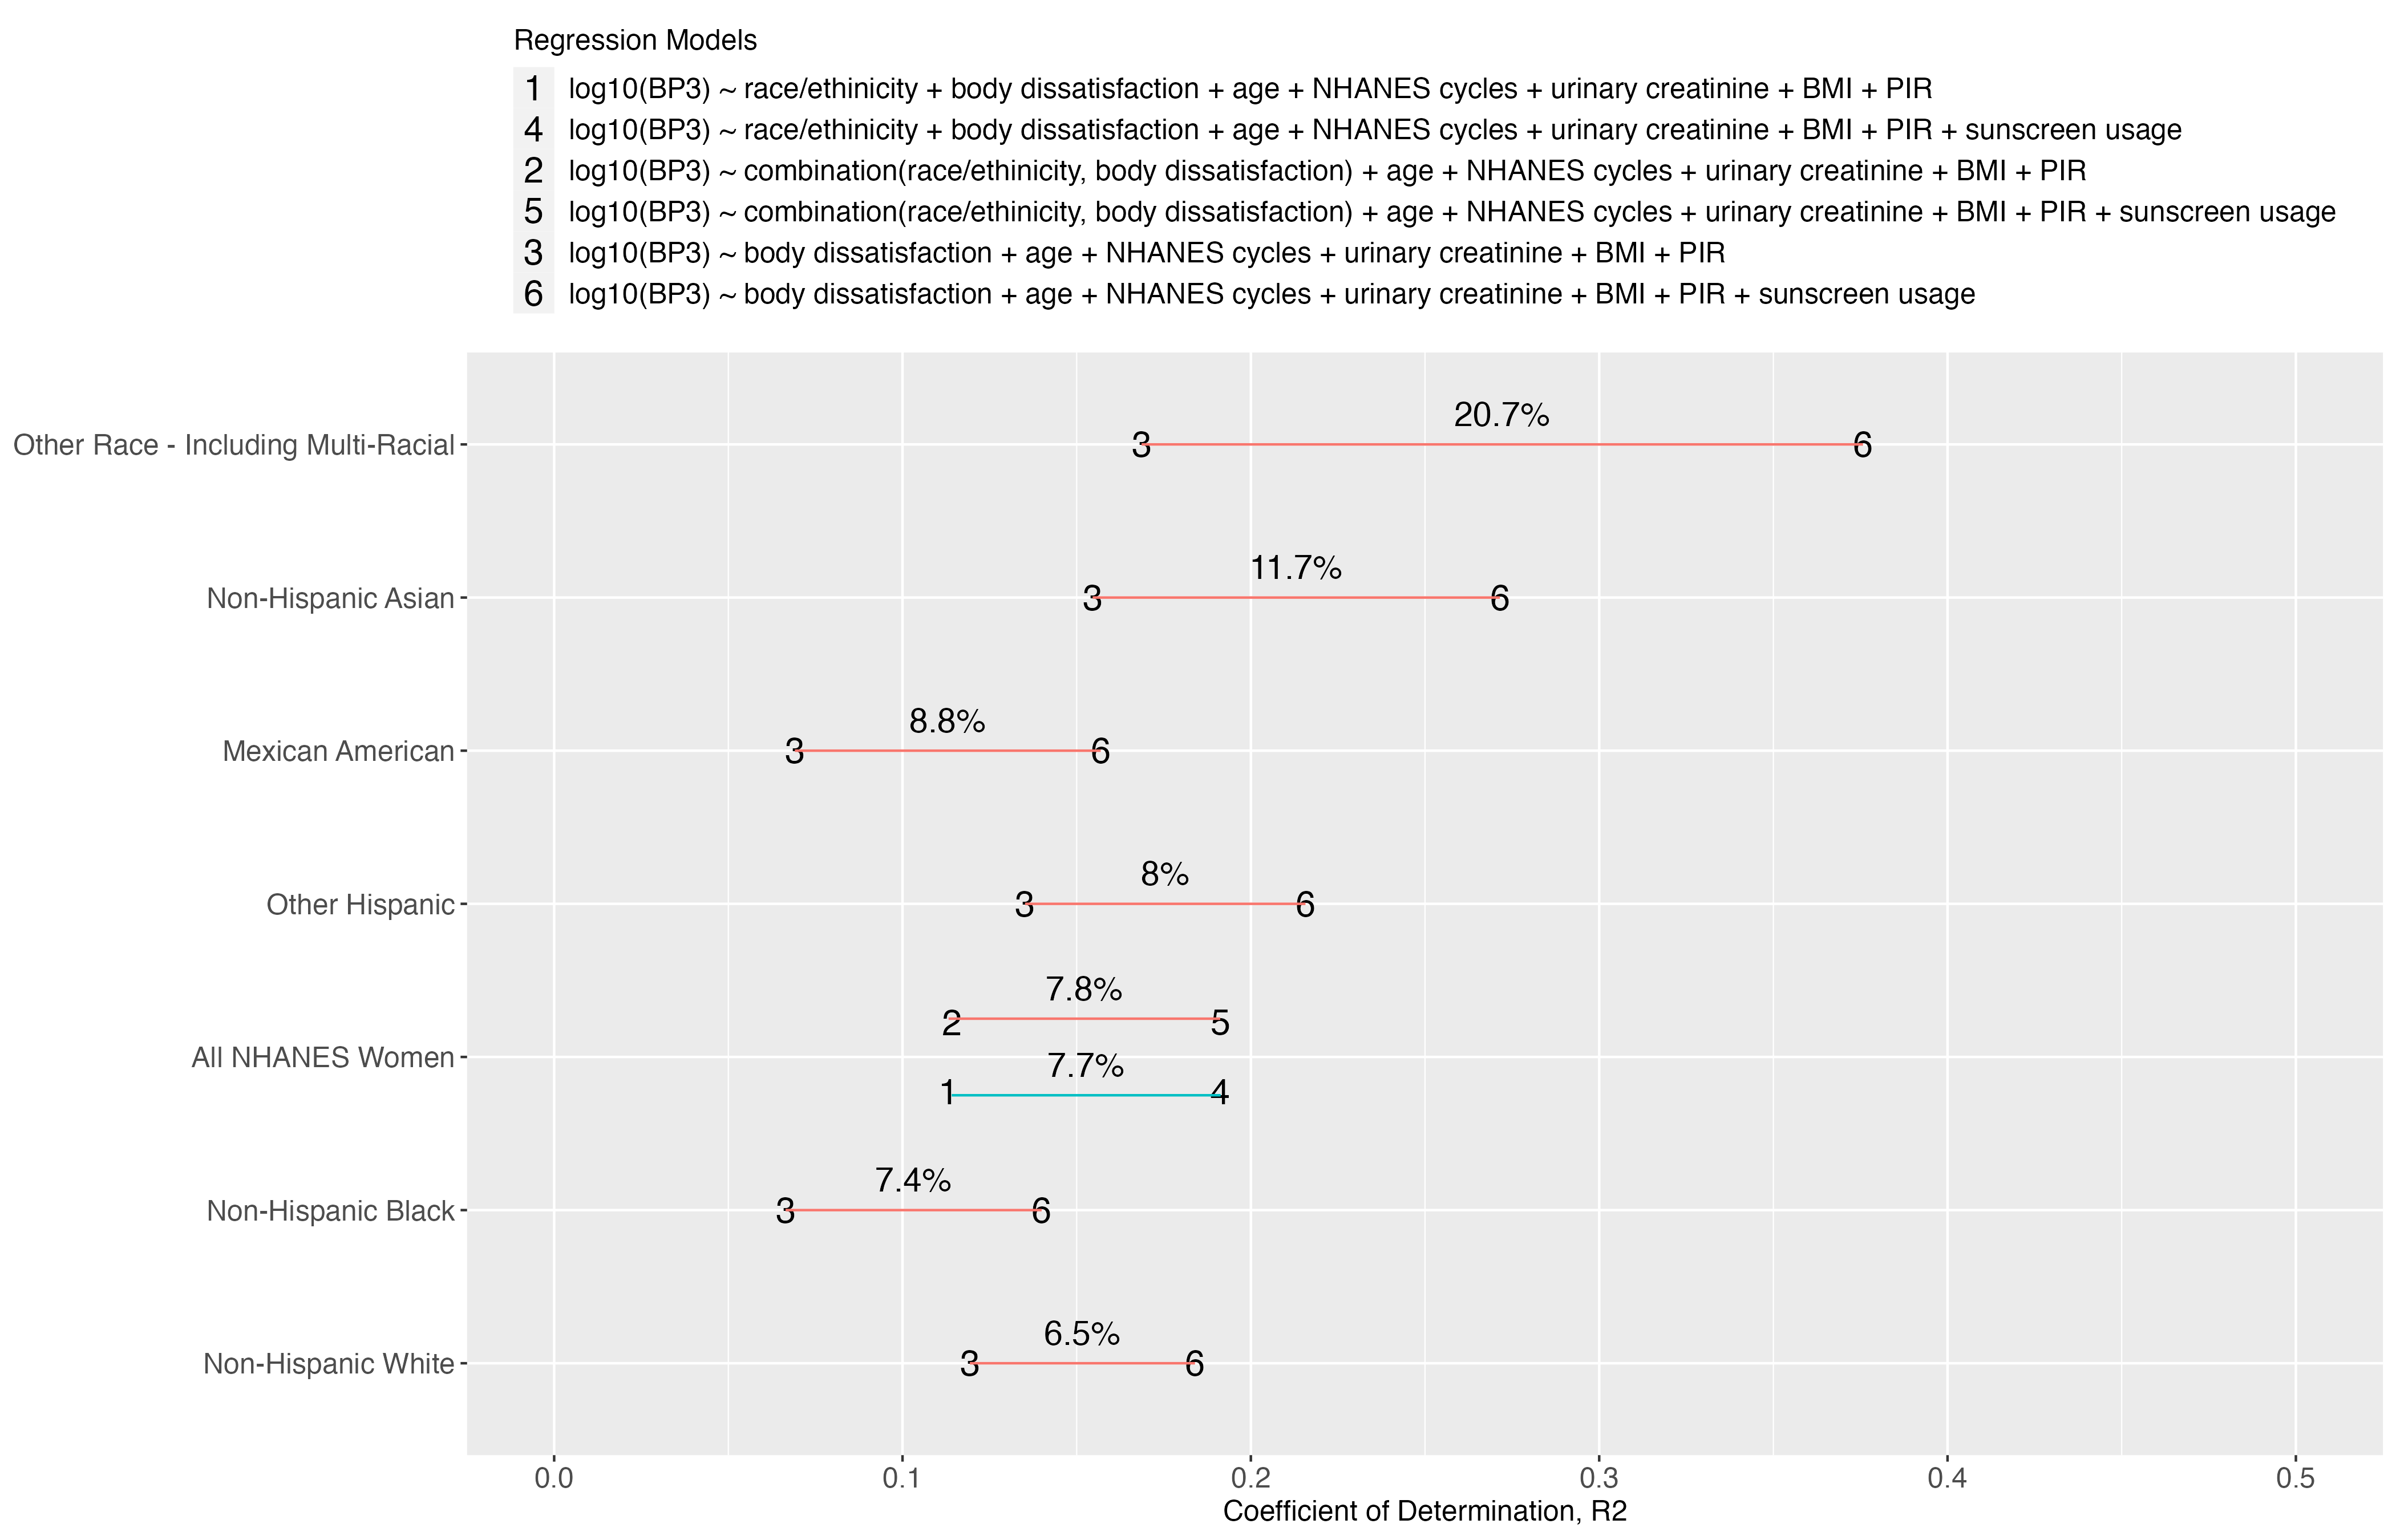 Regression Models
1 log10(BP3) ~ race/ethinicity + body dissatisfaction + age + NHANES cycles + urinary creatinine + BMI + PIR
4 log10(BP3) ~ race/ethinicity + body dissatisfaction + age + NHANES cycles + urinary creatinine + BMI + PIR + sunscreen usage
2 log10(BP3) ~ combination(race/ethinicity, body dissatisfaction) + age + NHANES cycles + urinary creatinine + BMI + PIR
5 log10(BP3) ~ combination(race/ethinicity, body dissatisfaction) + age + NHANES cycles + urinary creatinine + BMI + PIR + sunscreen usage
3 log10(BP3) ~ body dissatisfaction + age + NHANES cycles + urinary creatinine + BMI + PIR
6 log10(BP3) ~ body dissatisfaction + age + NHANES cycles + urinary creatinine + BMI + PIR + sunscreen usage
20.7%
Other Race - Including Multi-Racial 3 6
11.7%
Non-Hispanic Asian 3 6
8.8%
Mexican American 3 6
8%
Other Hispanic 3 6
7.8%
2 5
All NHANES Women 7.7%
1 4
7.4%
Non-Hispanic Black 3 6
6.5%
Non-Hispanic White 3 6
0.0 0.1 0.2 0.3 0.4 0.5
Coefficient of Determination, R2